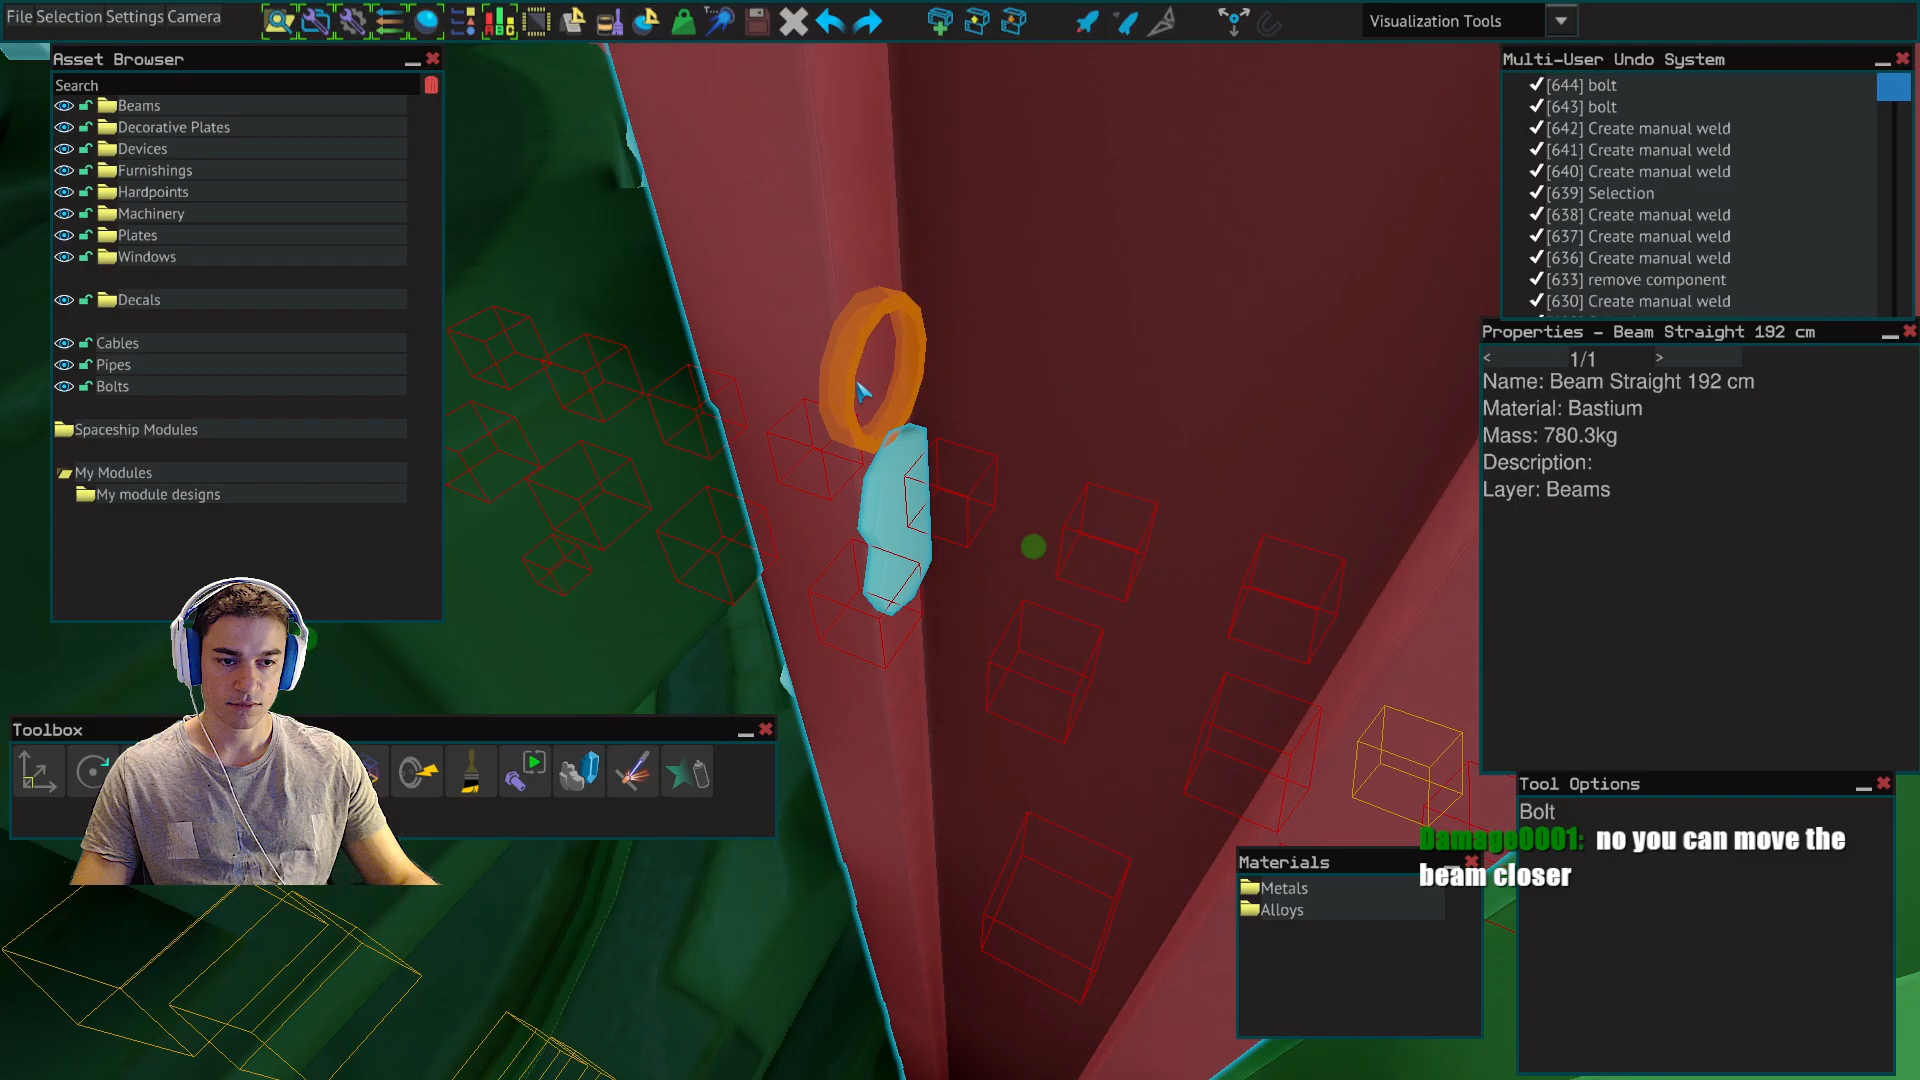 File Selection Settings Camera
Visualization Tools
Asset Browser
Search
Beams
Decorative Plates
Devices
Furnishings
Hardpoints
Machinery
Plates
Windows
Decals
Cables
Pipes
Bolts
Spaceship Modules
My Modules
My module designs
Multi-User Undo System
[644] bolt
[643] bolt
[642] Create manual weld
[641] Create manual weld
[640] Create manual weld
[639] Selection
[638] Create manual weld
[637] Create manual weld
[636] Create manual weld
[633] remove component
[630] Create manual weld
Properties - Beam Straight 192 cm
< 1/1 >
Name: Beam Straight 192 cm
Material: Bastium
Mass: 780.3kg
Description:
Layer: Beams
Toolbox
Tool Options
Bolt
Damage0001: no you can move the
beam closer
Materials
Metals
Alloys
ABC